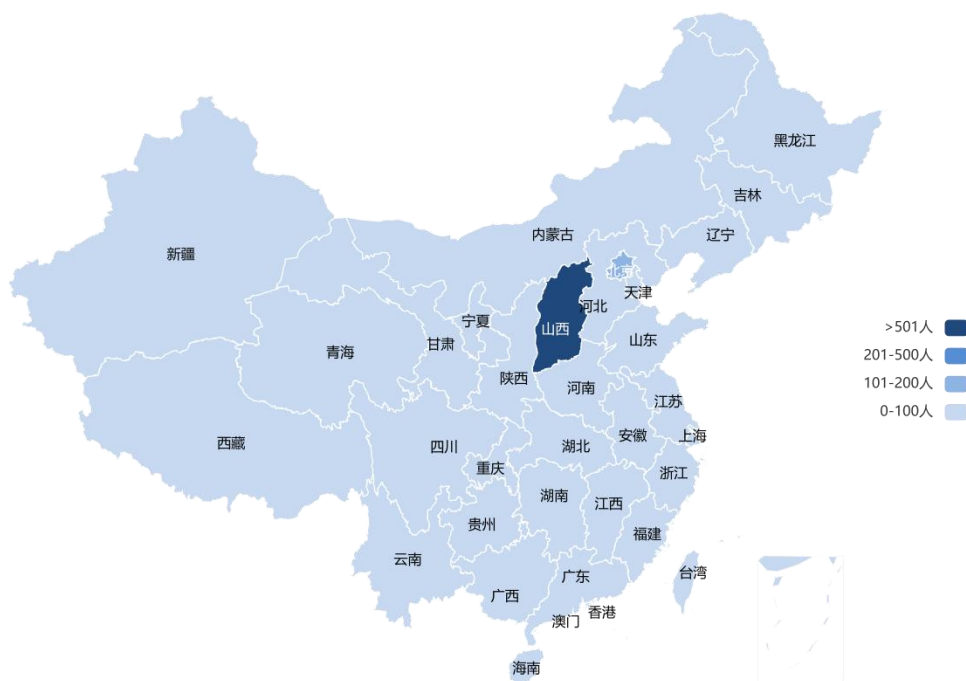 黑龙江
吉林
辽宁
内蒙古
新疆
北京
天津
河北
宁夏
山西
山东
甘肃
青海
陕西
河南
江苏
西藏
四川
湖北
安徽
上海
重庆
浙江
湖南
江西
贵州
福建
云南
广西
广东
台湾
香港
澳门
海南
>501人
201-500人
101-200人
0-100人